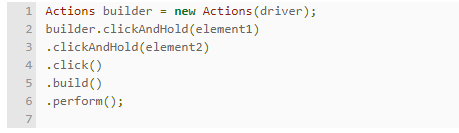 1 Actions builder = new Actions(driver);
2 builder.clickAndHold(element1)
3 .clickAndHold(element2)
4 .click()
5 .build()
6 .perform();
7